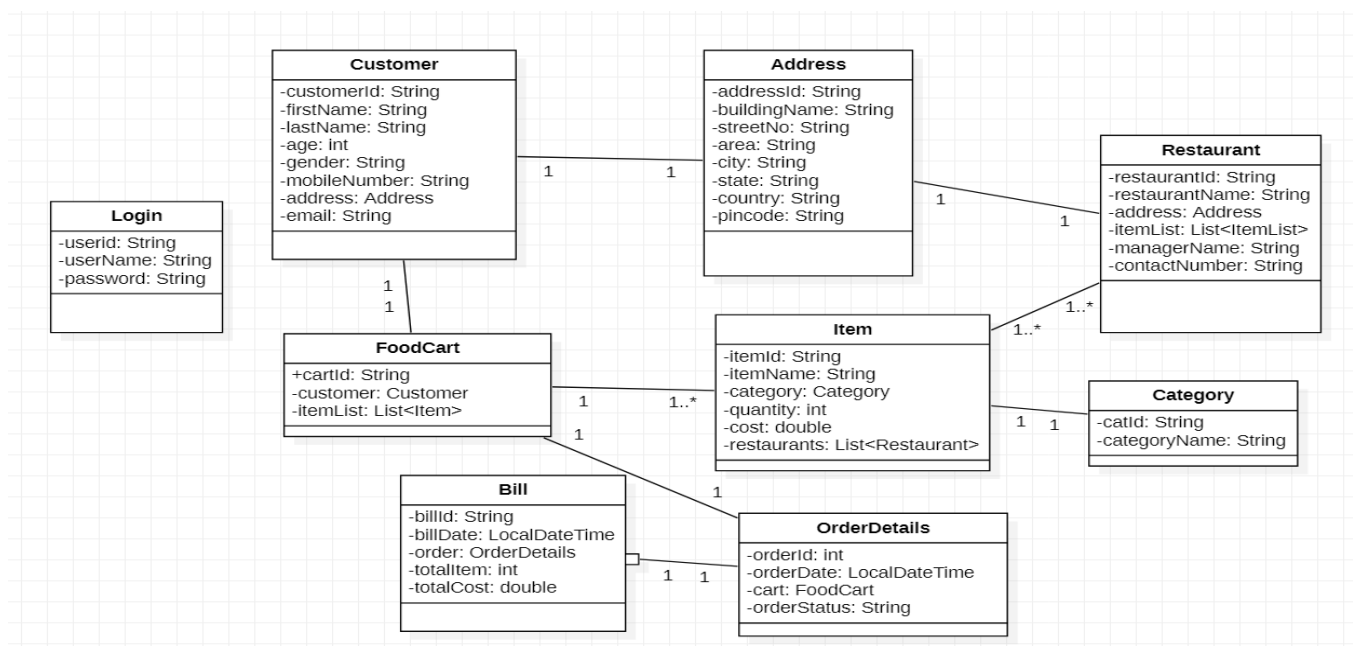 Customer
-customerId: String
-firstName: String
-lastName: String
-age: int
-gender: String
-mobileNumber: String
-address: Address
-email: String
Address
-addressId: String
-buildingName: String
-streetNo: String
-area: String
-city: String
-state: String
-country: String
-pincode: String
Restaurant
-restaurantId: String
-restaurantName: String
-address: Address
-itemList: List<ItemList>
-managerName: String
-contactNumber: String
Login
-userid: String
-userName: String
-password: String
1
1
1
1
1
1
1..*
1..*
FoodCart
+cartId: String
-customer: Customer
-itemList: List<Item>
Item
-itemId: String
-itemName: String
-category: Category
-quantity: int
-cost: double
-restaurants: List<Restaurant>
Category
-catId: String
-categoryName: String
1
1..*
1
1
1
1
Bill
-billId: String
-billDate: LocalDateTime
-order: OrderDetails
-totalItem: int
-totalCost: double
OrderDetails
-orderId: int
-orderDate: LocalDateTime
-cart: FoodCart
-orderStatus: String
1
1